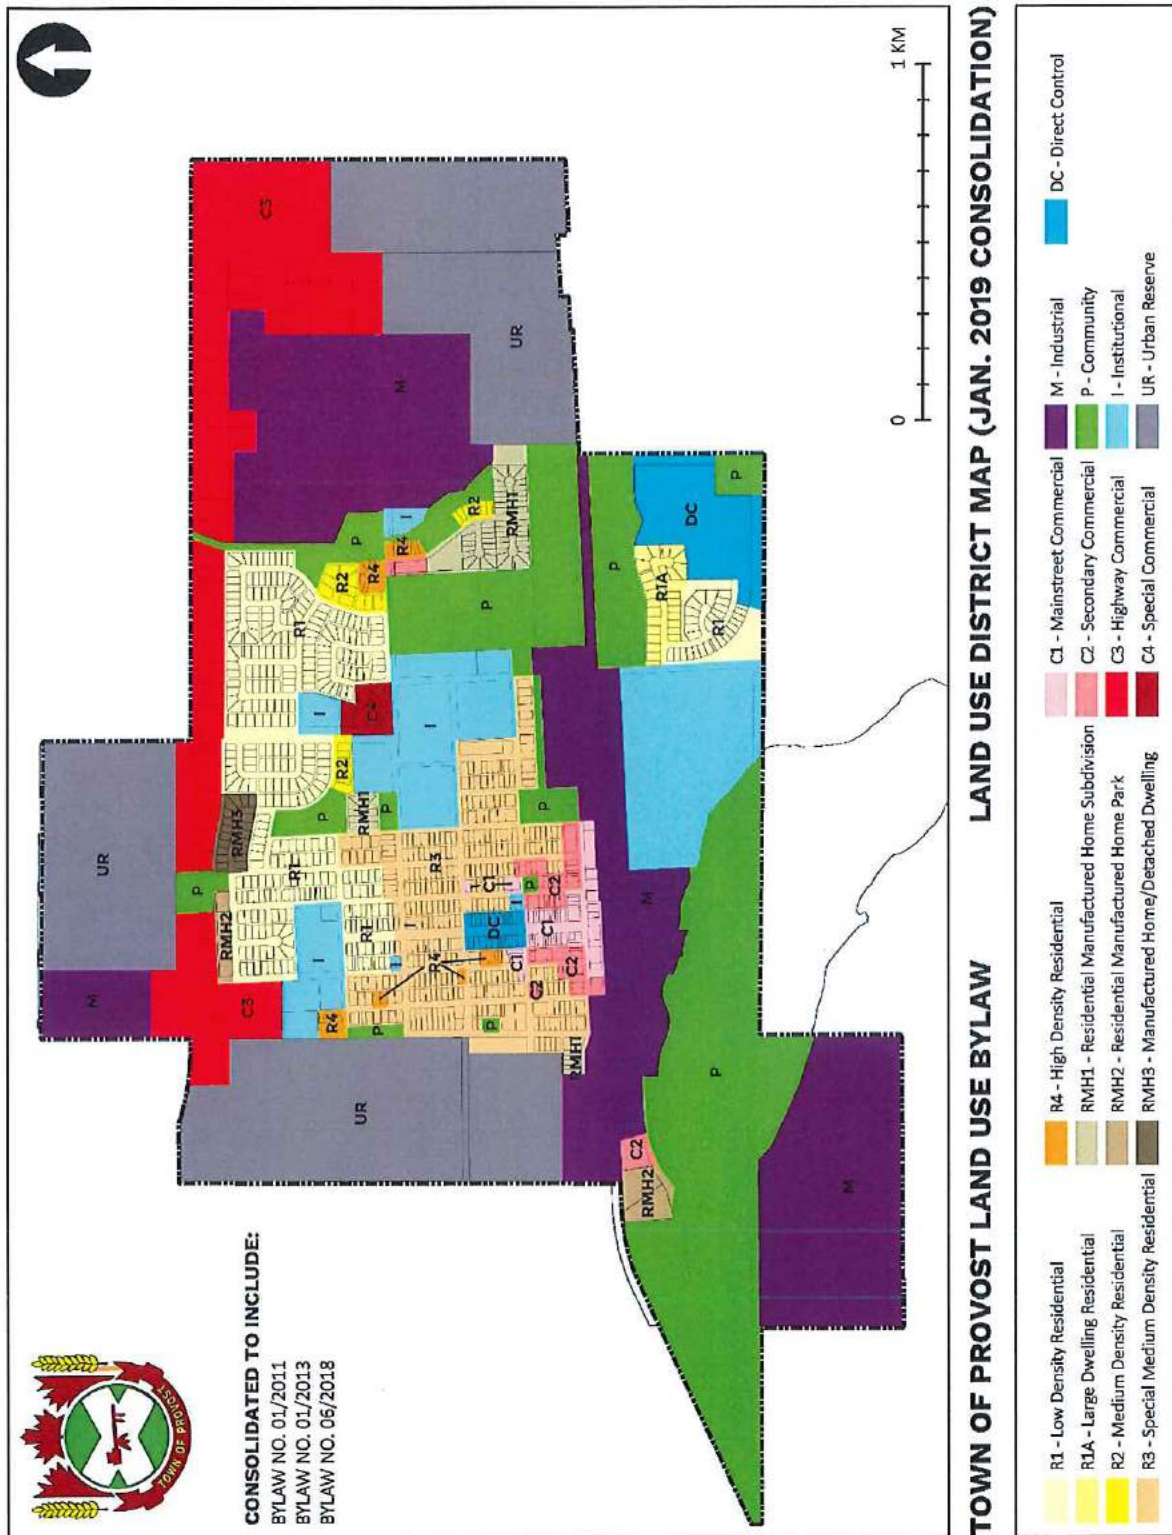 TOWN OF PROVOST
CONSOLIDATED TO INCLUDE:
BYLAW NO. 01/2011
BYLAW NO. 01/2013
BYLAW NO. 06/2018
M
UR
P
RMH2
RMH3
C3
C3
R1
R1
I
I
P
R4
R2
R2
P
UR
RMH1
R1
C4
R4
P
P
I
M
R4
I
I
I
R4
R3
R2
P
C1
P
DC
RMH1
C1
I
UR
P
C2
P
P
C1
C2
C2
RMH1
P
C2
RMH2
M
R1A
DC
P
R1
P
M
0 1 KM
TOWN OF PROVOST LAND USE BYLAW LAND USE DISTRICT MAP (JAN. 2019 CONSOLIDATION)
R1 - Low Density Residential
R1A - Large Dwelling Residential
R2 - Medium Density Residential
R3 - Special Medium Density Residential
R4 - High Density Residential
RMH1 - Residential Manufactured Home Subdivision
RMH2 - Residential Manufactured Home Park
RMH3 - Manufactured Home/Detached Dwelling
C1 - Mainstreet Commercial
C2 - Secondary Commercial
C3 - Highway Commercial
C4 - Special Commercial
M - Industrial
P - Community
I - Institutional
UR - Urban Reserve
DC - Direct Control